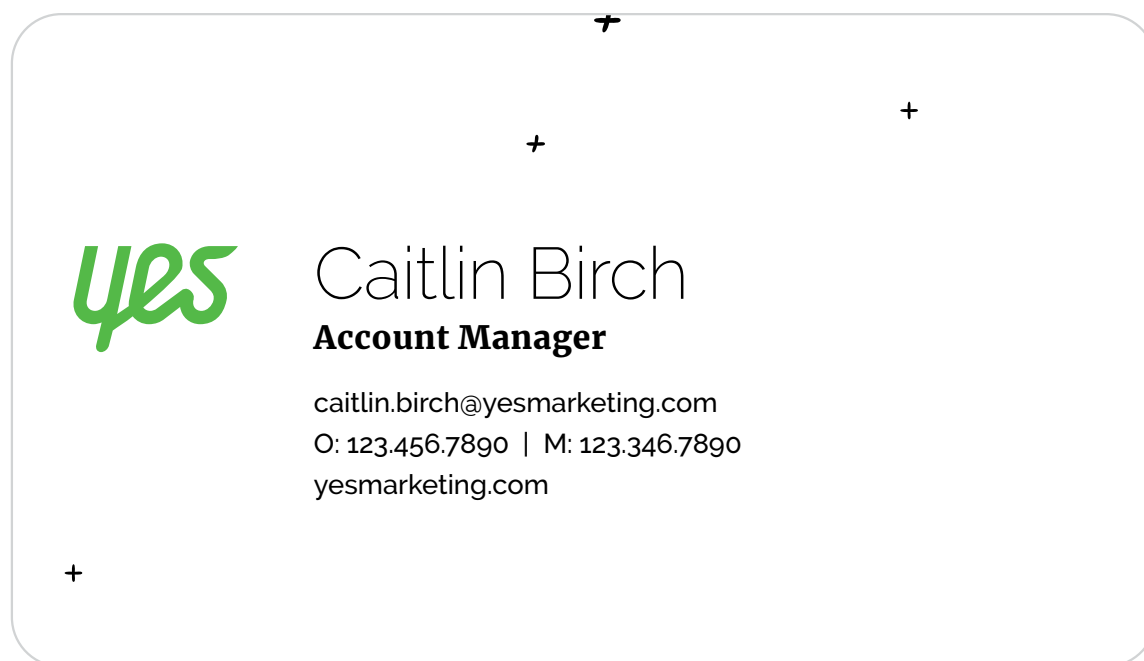 yes
Caitlin Birch
Account Manager
caitlin.birch@yesmarketing.com
O: 123.456.7890 | M: 123.346.7890
yesmarketing.com